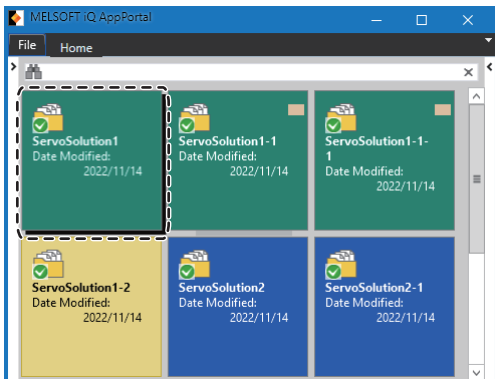 MELSOFT iQ AppPortal
File Home
ServoSolution1
Date Modified:
2022/11/14
ServoSolution1-1
Date Modified:
2022/11/14
ServoSolution1-1-
1
Date Modified:
2022/11/14
ServoSolution1-2
Date Modified:
2022/11/14
ServoSolution2
Date Modified:
2022/11/14
ServoSolution2-1
Date Modified:
2022/11/14